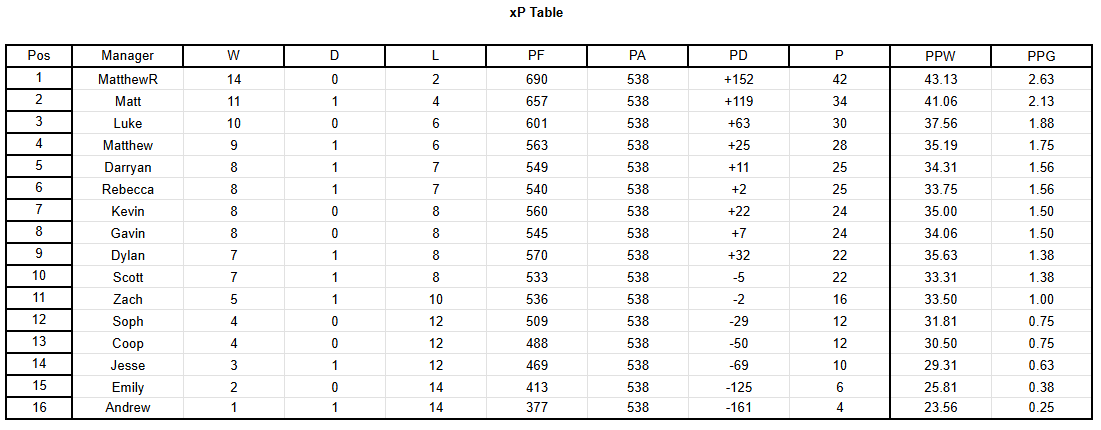 xP Table
Pos Manager W D L PF PA PD P PPW PPG
1 MatthewR 14 0 2 690 538 +152 42 43.13 2.63
2 Matt 11 1 4 657 538 +119 34 41.06 2.13
3 Luke 10 0 6 601 538 +63 30 37.56 1.88
4 Matthew 9 1 6 563 538 +25 28 35.19 1.75
5 Darryan 8 1 7 549 538 +11 25 34.31 1.56
6 Rebecca 8 1 7 540 538 +2 25 33.75 1.56
7 Kevin 8 0 8 560 538 +22 24 35.00 1.50
8 Gavin 8 0 8 545 538 +7 24 34.06 1.50
9 Dylan 7 1 8 570 538 +32 22 35.63 1.38
10 Scott 7 1 8 533 538 -5 22 33.31 1.38
11 Zach 5 1 10 536 538 -2 16 33.50 1.00
12 Soph 4 0 12 509 538 -29 12 31.81 0.75
13 Coop 4 0 12 488 538 -50 12 30.50 0.75
14 Jesse 3 1 12 469 538 -69 10 29.31 0.63
15 Emily 2 0 14 413 538 -125 6 25.81 0.38
16 Andrew 1 1 14 377 538 -161 4 23.56 0.25